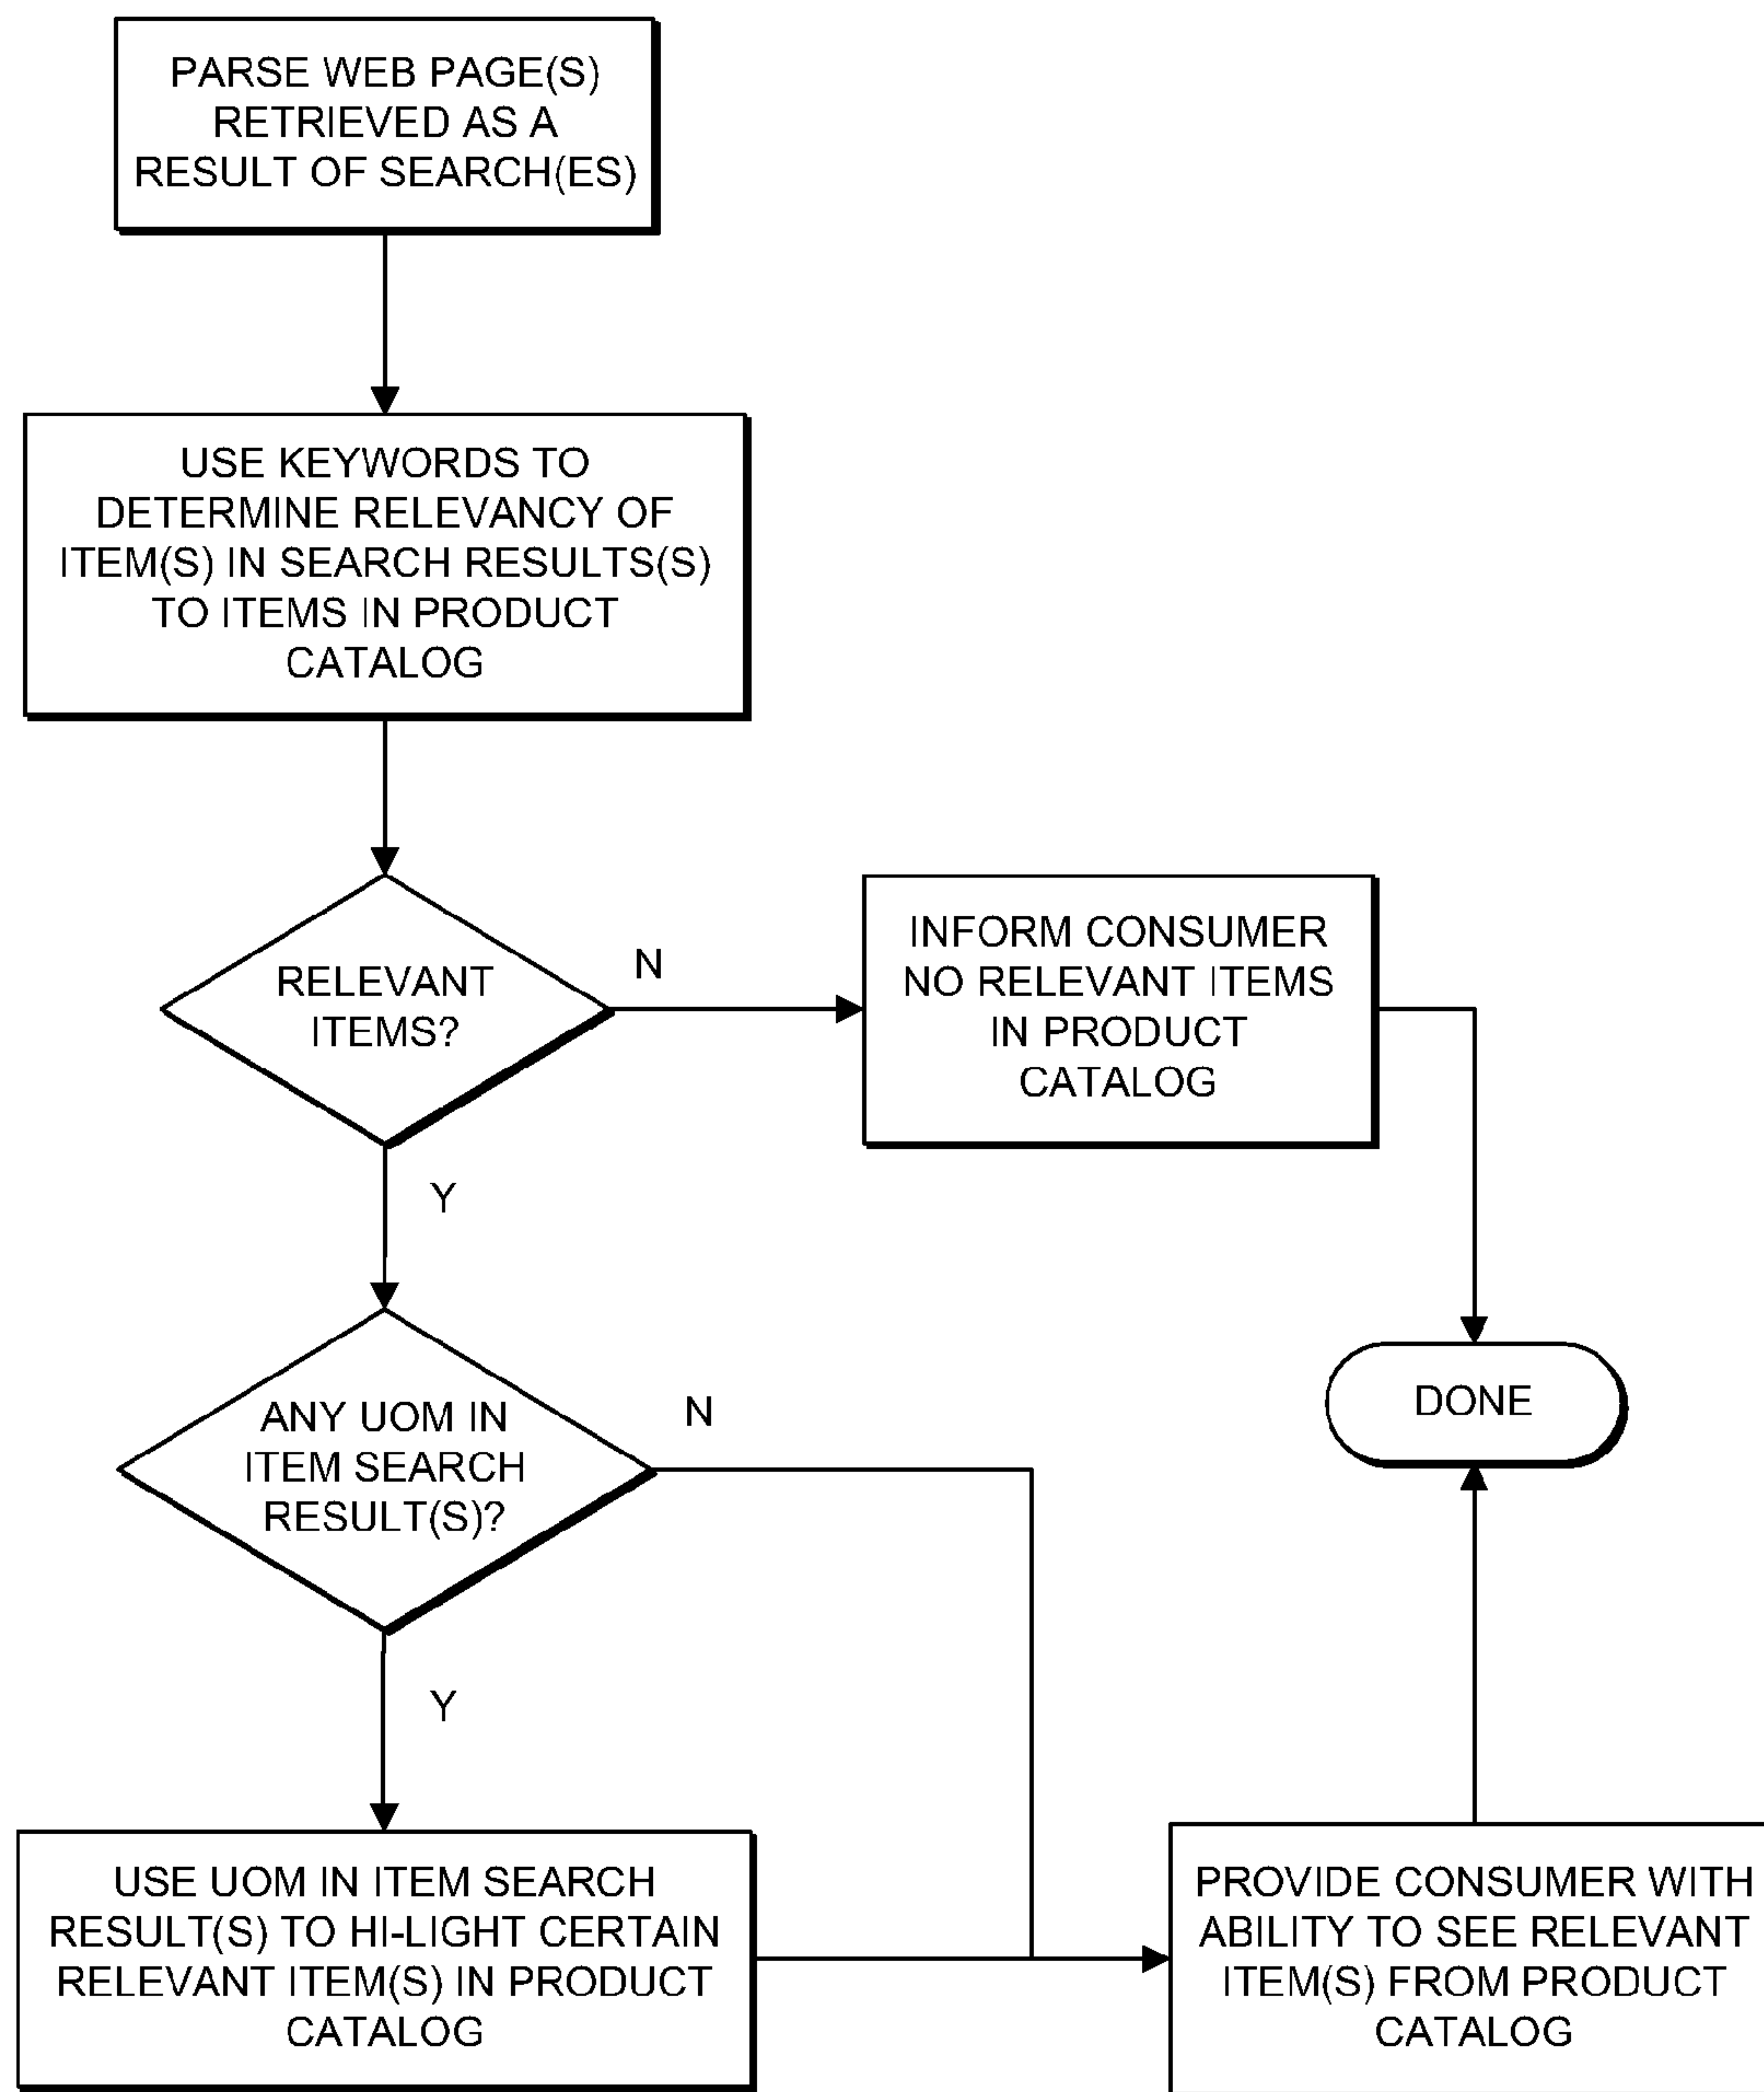 PARSE WEB PAGE(S)
RETRIEVED AS A
RESULT OF SEARCH(ES)
USE KEYWORDS TO
DETERMINE RELEVANCY OF
ITEM(S) IN SEARCH RESULTS(S)
TO ITEMS IN PRODUCT
CATALOG
RELEVANT
ITEMS?
N
INFORM CONSUMER
NO RELEVANT ITEMS
IN PRODUCT
CATALOG
Y
ANY UOM IN
ITEM SEARCH
RESULT(S)?
N
DONE
Y
USE UOM IN ITEM SEARCH
RESULT(S) TO HI-LIGHT CERTAIN
RELEVANT ITEM(S) IN PRODUCT
CATALOG
PROVIDE CONSUMER WITH
ABILITY TO SEE RELEVANT
ITEM(S) FROM PRODUCT
CATALOG